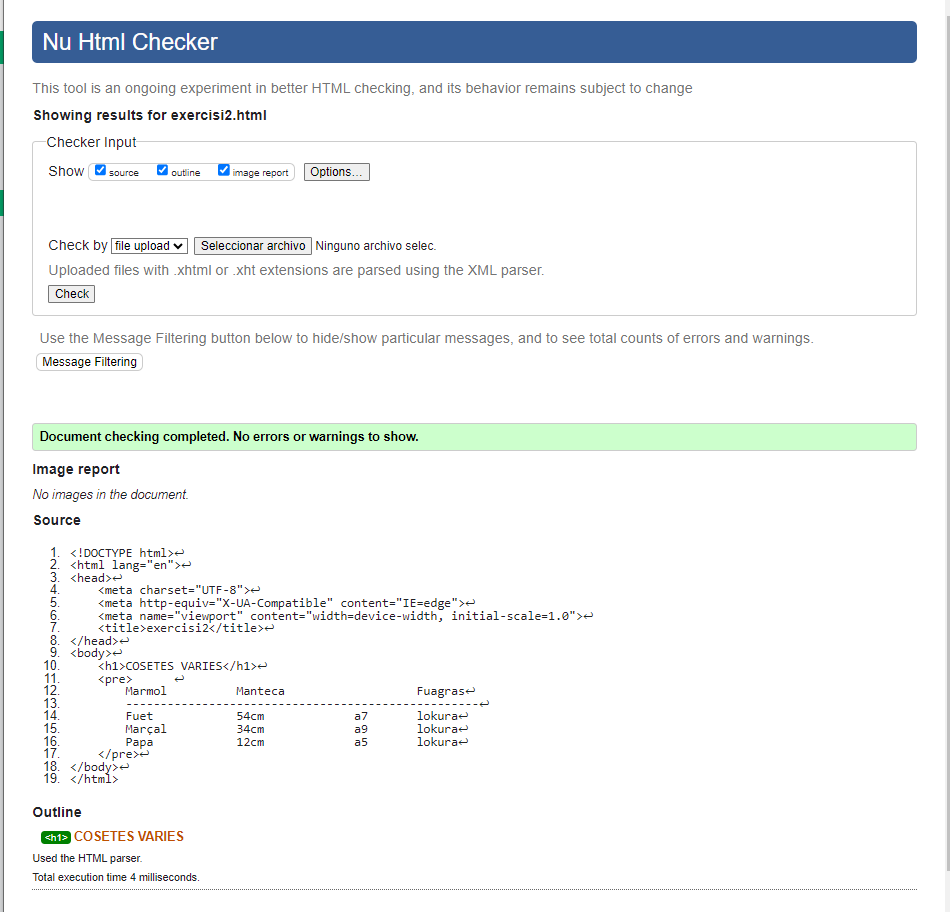 Nu Html Checker
This tool is an ongoing experiment in better HTML checking, and its behavior remains subject to change
Showing results for exercisi2.html
Checker Input
Show source outline image report Options...
Check by file upload Seleccionar archivo Ninguno archivo selec.
Uploaded files with .xhtml or .xht extensions are parsed using the XML parser.
Check
Use the Message Filtering button below to hide/show particular messages, and to see total counts of errors and warnings.
Message Filtering
Document checking completed. No errors or warnings to show.
Image report
No images in the document.
Source
1. <!DOCTYPE html>↩
2. <html lang="en">↩
3. <head>↩
4.     <meta charset="UTF-8">↩
5.     <meta http-equiv="X-UA-Compatible" content="IE=edge">↩
6.     <meta name="viewport" content="width=device-width, initial-scale=1.0">↩
7.     <title>exercisi2</title>↩
8. </head>↩
9. <body>↩
10.     <h1>COSETES VARIES</h1>↩
11.     <pre>      ↩
12.         Marmol          Manteca                   Fuagras↩
13.         ---------------------------------------------------↩
14.         Fuet            54cm             a7       lokura↩
15.         Marçal          34cm             a9       lokura↩
16.         Papa            12cm             a5       lokura↩
17.     </pre>↩
18. </body>↩
19. </html>
Outline
<h1> COSETES VARIES
Used the HTML parser.
Total execution time 4 milliseconds.